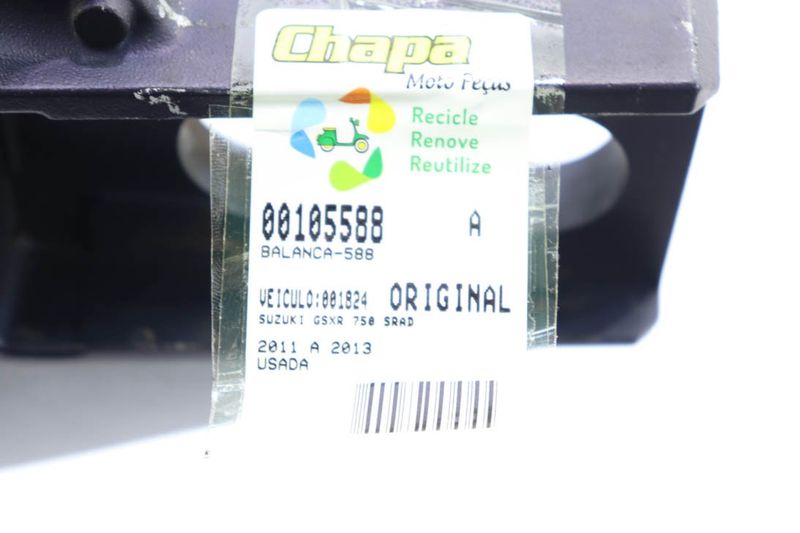 Chapa
Moto Peças
Recicle
Renove
Reutilize
00105588 A
BALANCA-588
VEICULO:001824 ORIGINAL
SUZUKI GSXR 750 SRAD
2011 A 2013
USADA